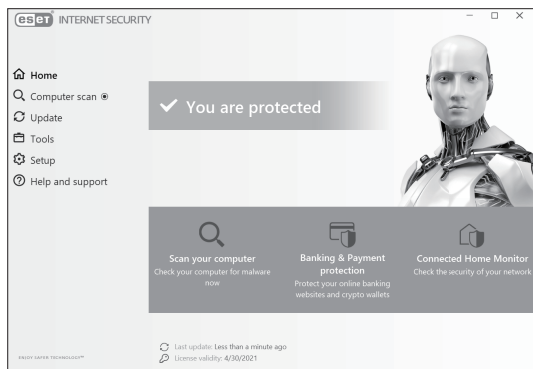 eset INTERNET SECURITY
Home
Computer scan
Update
Tools
Setup
Help and support
You are protected
Scan your computer
Check your computer for malware
now
Banking & Payment
protection
Protect your online banking
websites and crypto wallets
Connected Home Monitor
Check the security of your network
Last update: Less than a minute ago
License validity: 4/30/2021
ENJOY SAFER TECHNOLOGY™